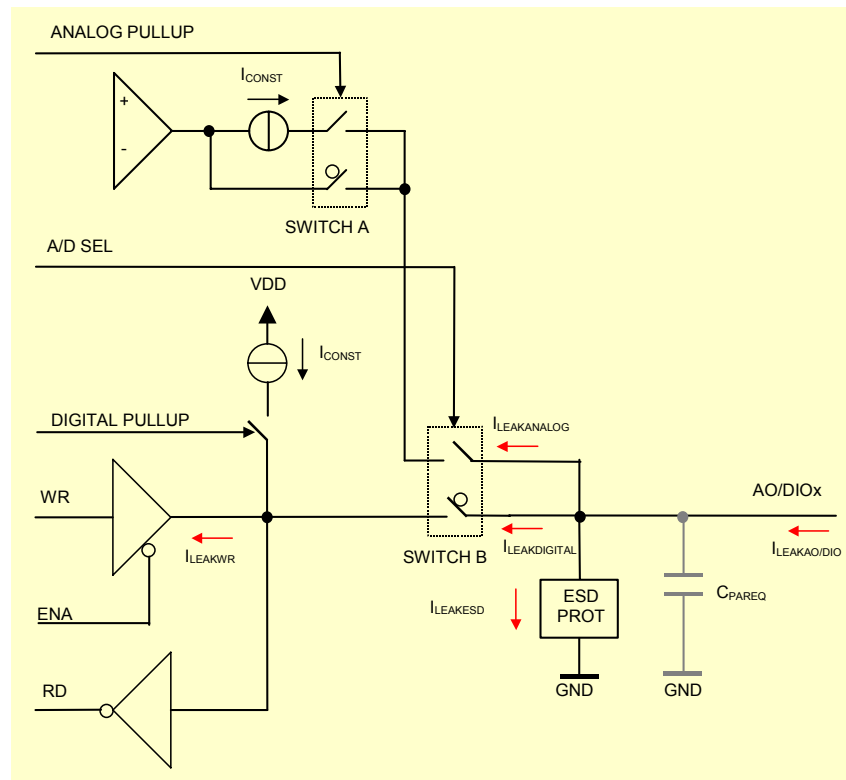 ANALOG PULLUP
ICONST
+
-
SWITCH A
A/D SEL
VDD
ICONST
DIGITAL PULLUP
ILEAKANALOG
WR
AO/DIOx
ILEAKWR
SWITCH B
ILEAKDIGITAL
ILEAKAO/DIO
ENA
ILEAKESD
ESD
PROT
CPAREQ
RD
GND
GND